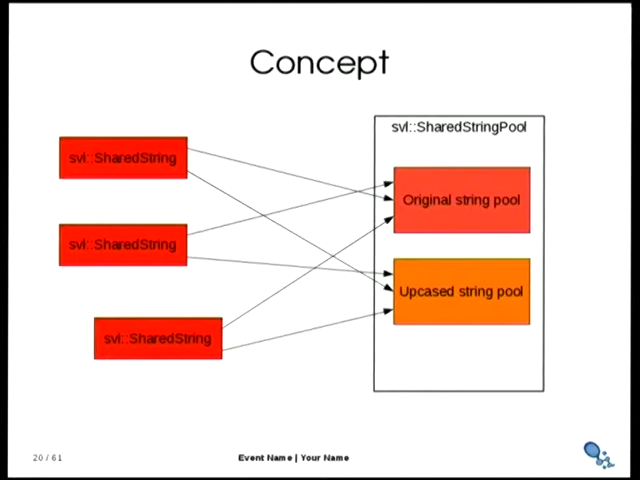 Concept
svl::SharedStringPool
svl::SharedString
Original string pool
svl::SharedString
Upcased string pool
svl::SharedString
20 / 61
Event Name | Your Name